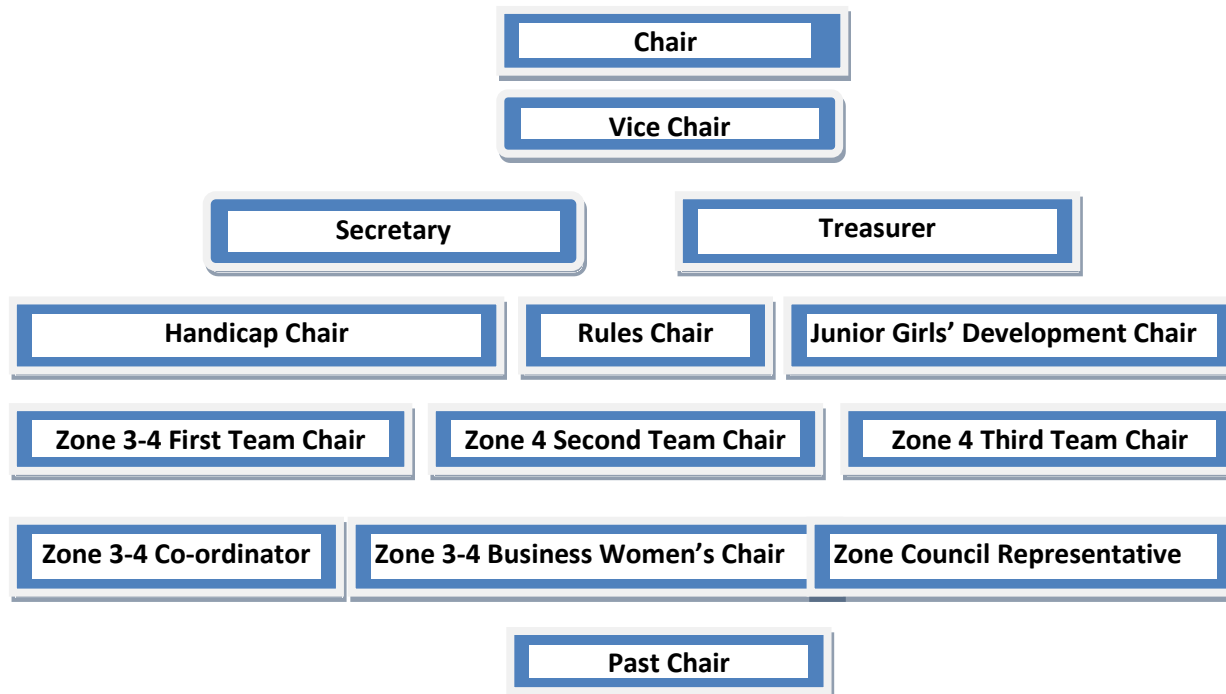 Chair
Vice Chair
Secretary
Treasurer
Handicap Chair
Rules Chair
Junior Girls’ Development Chair
Zone 3-4 First Team Chair
Zone 4 Second Team Chair
Zone 4 Third Team Chair
Zone 3-4 Co-ordinator
Zone 3-4 Business Women’s Chair
Zone Council Representative
Past Chair